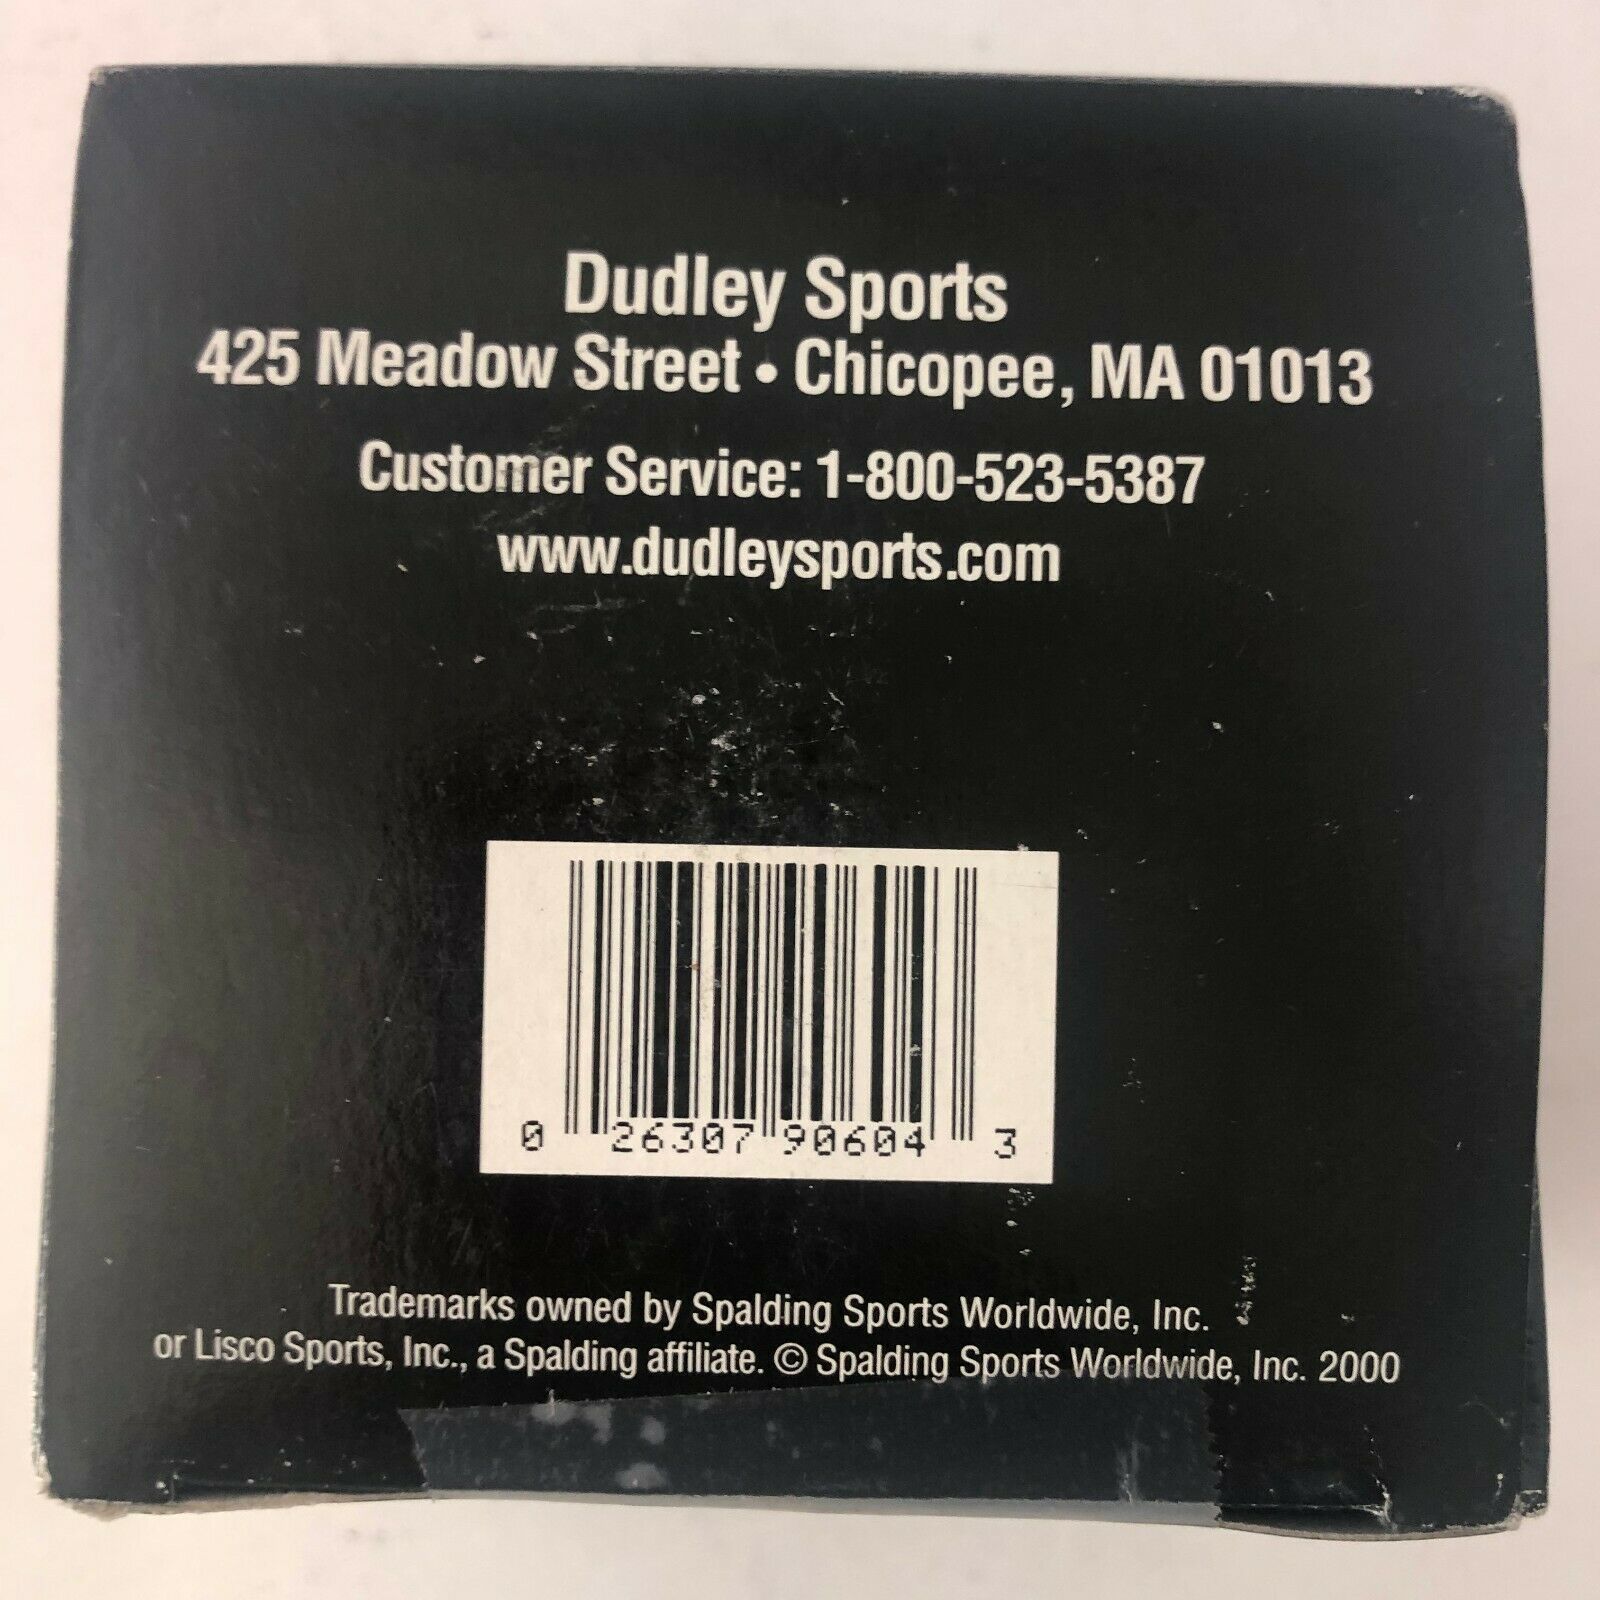 Dudley Sports
425 Meadow Street • Chicopee, MA 01013
Customer Service: 1-800-523-5387
www.dudleysports.com
0 26307 90604 3
Trademarks owned by Spalding Sports Worldwide, Inc.
or Lisco Sports, Inc., a Spalding affiliate. © Spalding Sports Worldwide, Inc. 2000